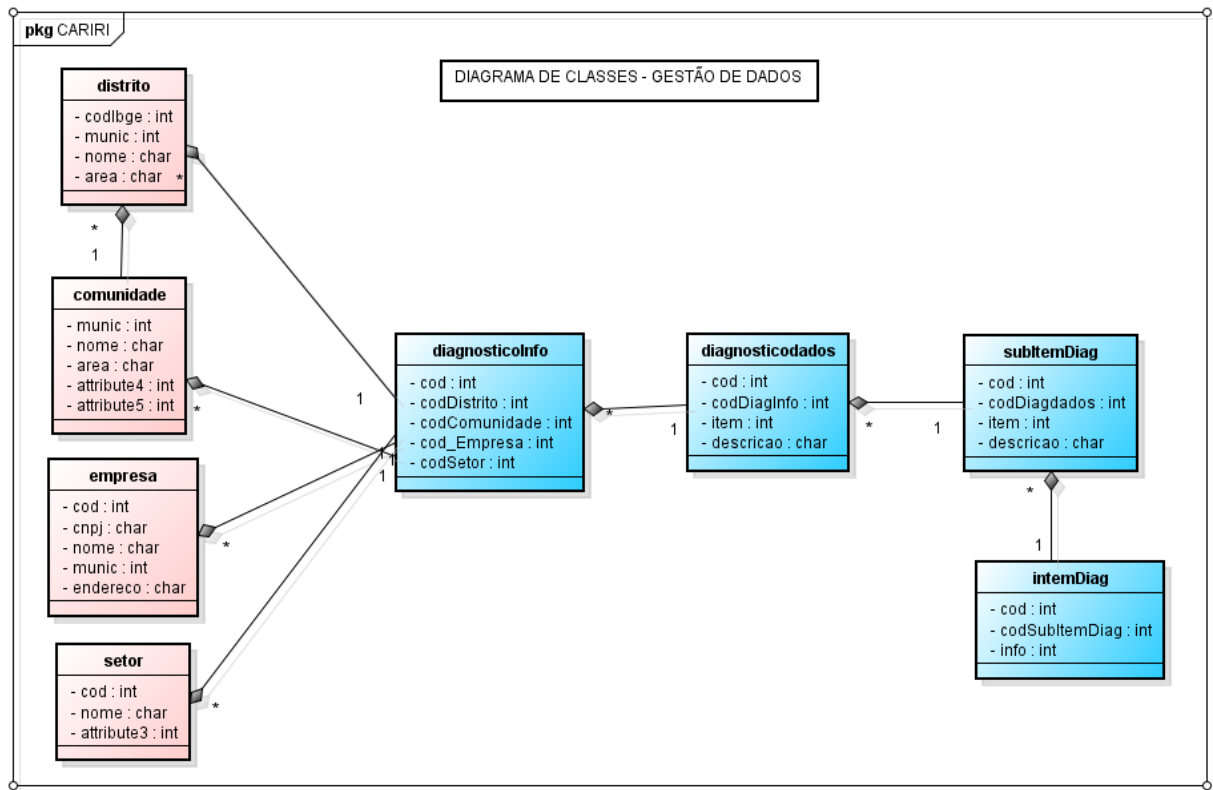 pkg CARIRI
DIAGRAMA DE CLASSES - GESTÃO DE DADOS
distrito
- codIbge : int
- munic : int
- nome : char
- area : char
*
*
1
comunidade
- munic : int
- nome : char
- area : char
- attribute4 : int
- attribute5 : int
*
empresa
- cod : int
- cnpj : char
- nome : char
- munic : int
- endereco : char
*
setor
- cod : int
- nome : char
- attribute3 : int
*
1
1
1
1
diagnosticoInfo
- cod : int
- codDistrito : int
- codComunidade : int
- cod_Empresa : int
- codSetor : int
*
1
diagnosticodados
- cod : int
- codDiagInfo : int
- item : int
- descricao : char
*
1
subItemDiag
- cod : int
- codDiagdados : int
- item : int
- descricao : char
*
1
intemDiag
- cod : int
- codSubItemDiag : int
- info : int